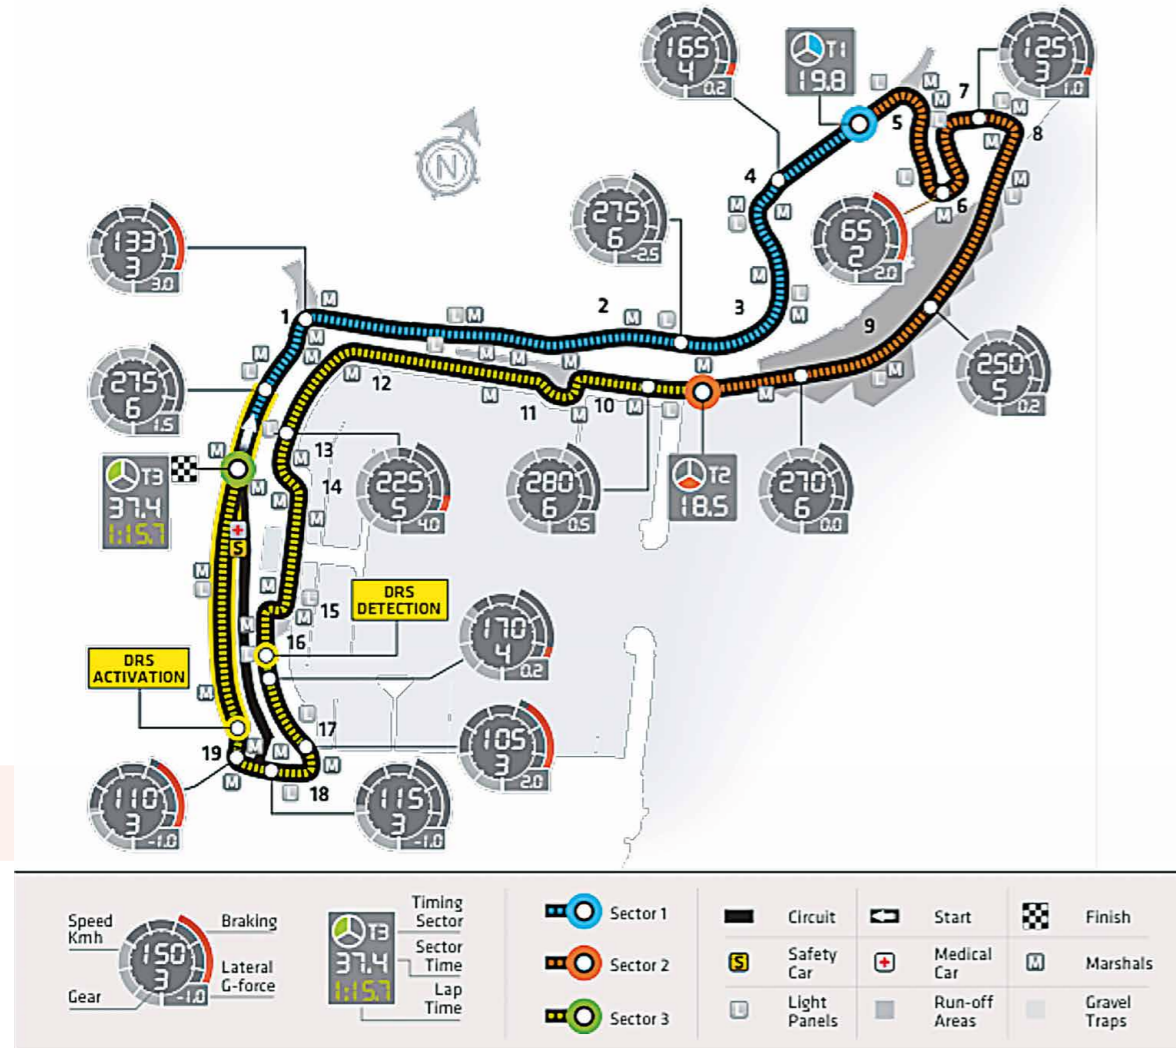 165
4
0.2
T1
19.8
125
3
1.0
7
5
8
4
6
N
275
6
-2.5
65
2
2.0
133
3
3.0
1
2
3
9
275
6
1.5
12
11
10
250
5
0.2
13
14
T3
37.4
1:15.7
225
5
4.0
280
6
0.5
T2
18.5
270
6
0.0
S
DRS
DETECTION
15
16
170
4
0.2
DRS
ACTIVATION
17
105
3
2.0
19
18
110
3
-1.0
115
3
-1.0
Speed
Kmh
Braking
150
3
-1.0
Lateral
G-force
Gear
T3
37.4
1:15.7
Timing
Sector
Sector
Time
Lap
Time
Sector 1
Sector 2
Sector 3
Circuit
Start
Finish
S
Safety
Car
Medical
Car
M
Marshals
L
Light
Panels
Run-off
Areas
Gravel
Traps